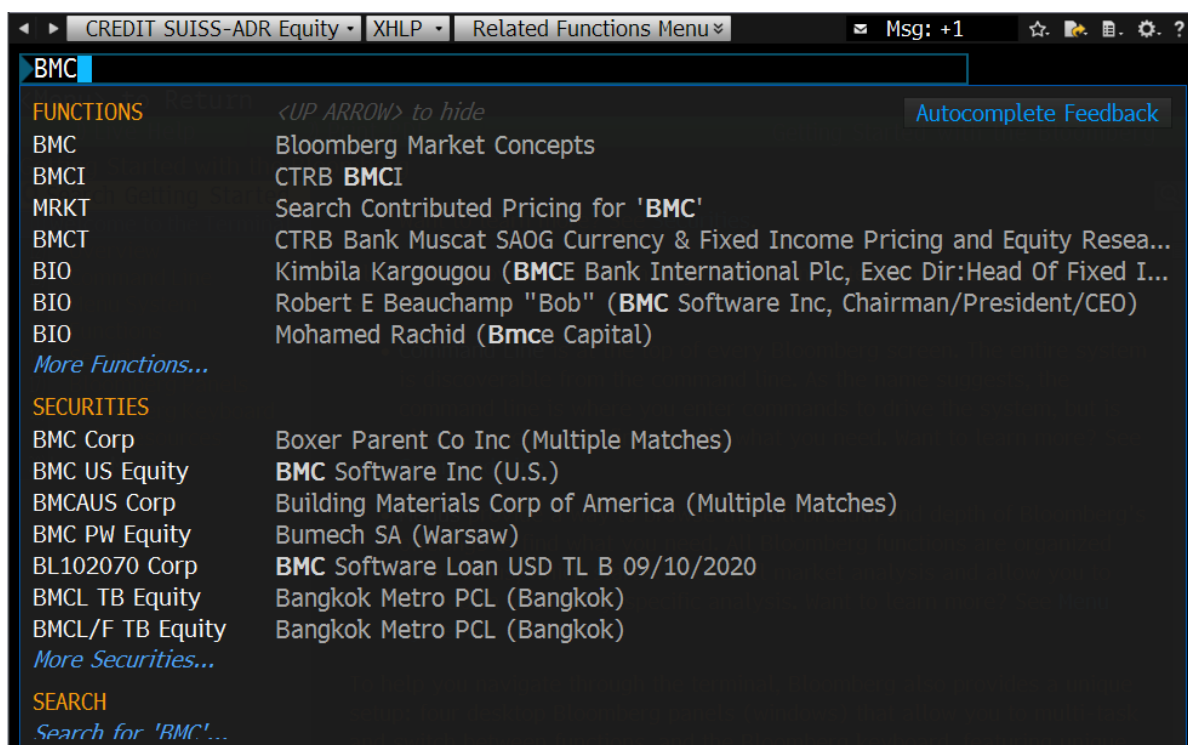 CREDIT SUISS-ADR Equity XHLP Related Functions Menu Msg: +1 ?
BMC
FUNCTIONS <UP ARROW> to hide Autocomplete Feedback
BMC Bloomberg Market Concepts
BMCI CTRB BMCI
MRKT Search Contributed Pricing for 'BMC'
BMCT CTRB Bank Muscat SAOG Currency & Fixed Income Pricing and Equity Resea...
BIO Kimbila Kargougou (BMCE Bank International Plc, Exec Dir:Head Of Fixed I...
BIO Robert E Beauchamp "Bob" (BMC Software Inc, Chairman/President/CEO)
BIO Mohamed Rachid (Bmce Capital)
More Functions...
SECURITIES
BMC Corp Boxer Parent Co Inc (Multiple Matches)
BMC US Equity BMC Software Inc (U.S.)
BMCAUS Corp Building Materials Corp of America (Multiple Matches)
BMC PW Equity Bumech SA (Warsaw)
BL102070 Corp BMC Software Loan USD TL B 09/10/2020
BMCL TB Equity Bangkok Metro PCL (Bangkok)
BMCL/F TB Equity Bangkok Metro PCL (Bangkok)
More Securities...
SEARCH
Search for 'BMC'...